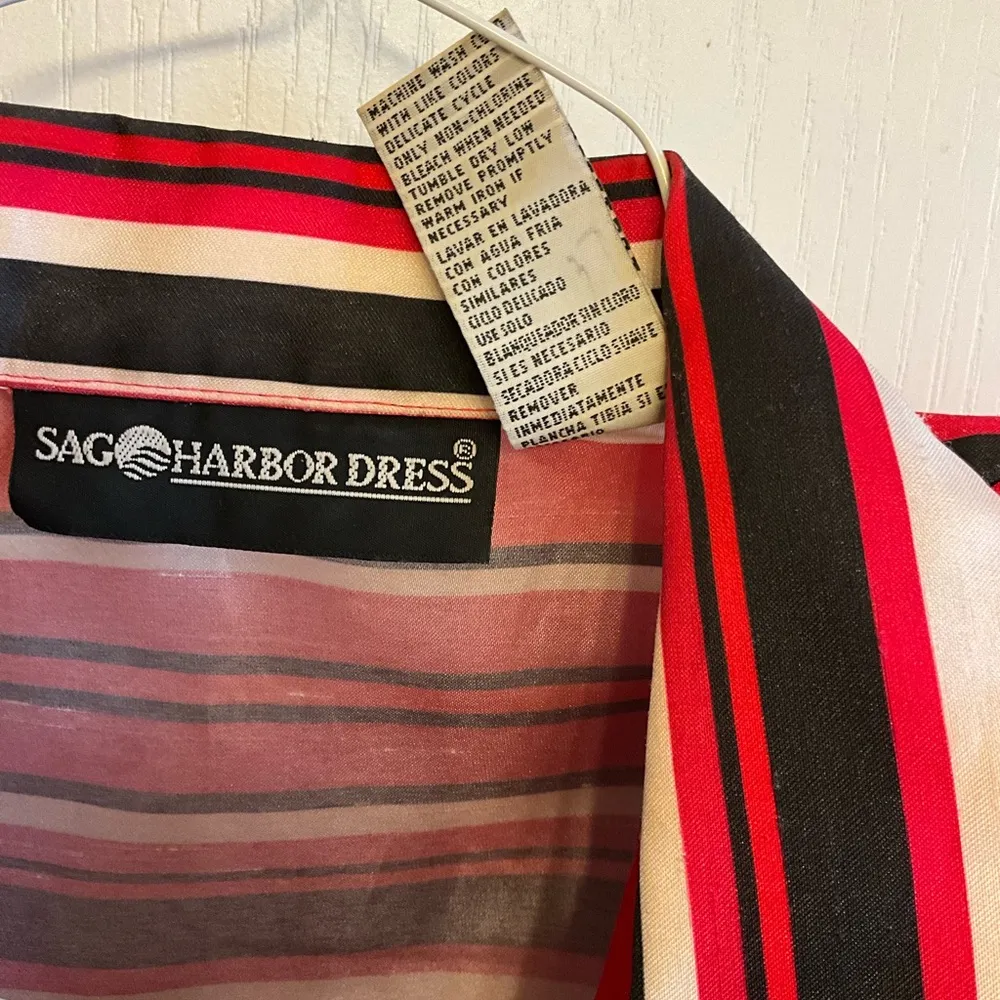 MACHINE WASH
WITH LIKE COLORS
DELICATE CYCLE
ONLY NON-CHLORINE
BLEACH WHEN NEEDED
TUMBLE DRY LOW
REMOVE PROMPTLY
WARM IRON IF
NECESSARY
LAVAR EN LAVADORA
CON AGUA FRIA
CON COLORES
SIMILARES
CICLO DELICADO
USE SOLO
BLANQUEADOR SIN CLORO
SI ES NECESARIO
SECADORA CICLO SUAVE
REMOVER
INMEDIATAMENTE
PLANCHA TIBIA SI E
SAG HARBOR DRESS®